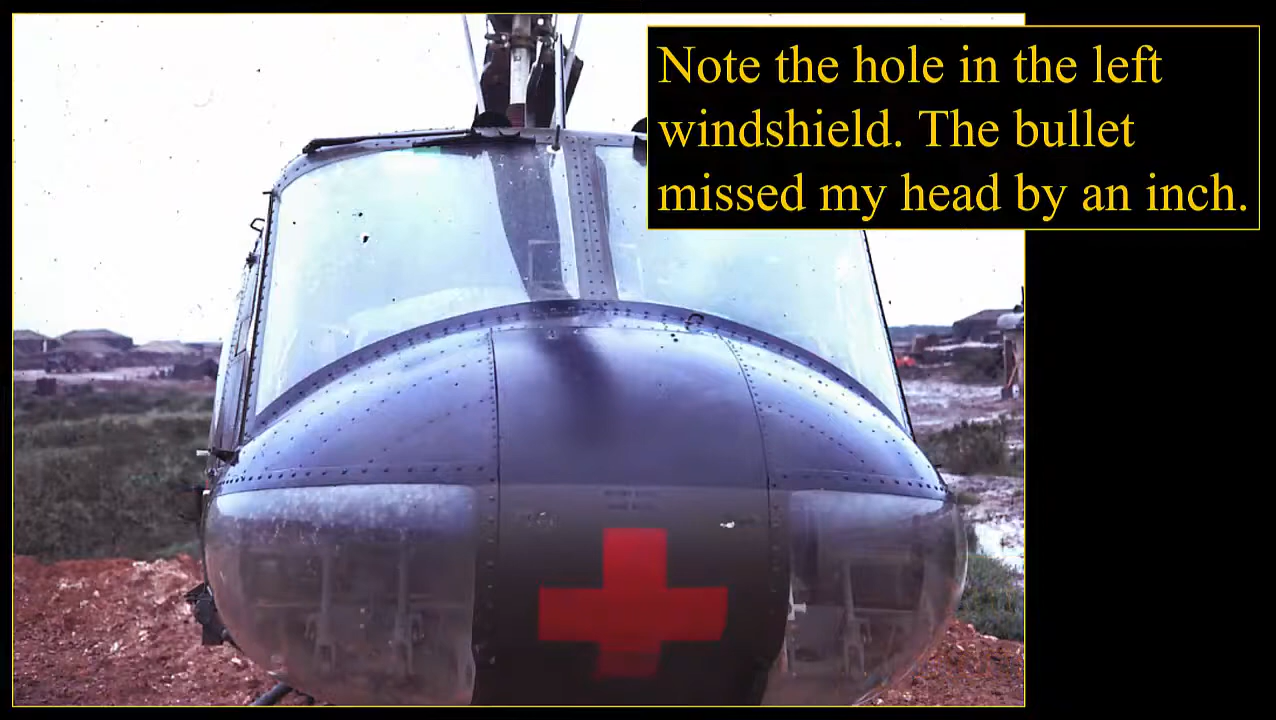 Note the hole in the left
windshield. The bullet
missed my head by an inch.